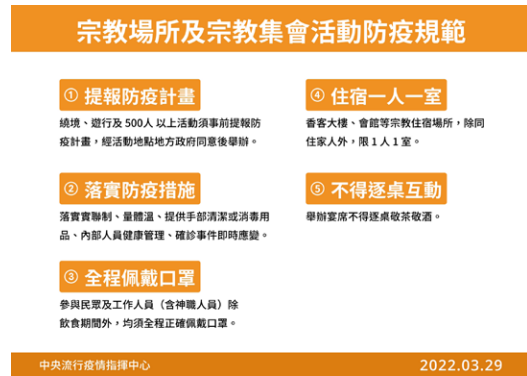 宗教場所及宗教集會活動防疫規範
① 提報防疫計畫
繞境、遊行及 500人 以上活動須事前提報防
疫計畫，經活動地點地方政府同意後舉辦。
② 落實防疫措施
落實實聯制、量體溫、提供手部清潔或消毒用
品、內部人員健康管理、確診事件即時應變。
③ 全程佩戴口罩
參與民眾及工作人員（含神職人員）除
飲食期間外，均須全程正確佩戴口罩。
④ 住宿一人一室
香客大樓、會館等宗教住宿場所，除同
住家人外，限 1 人 1 室。
⑤ 不得逐桌互動
舉辦宴席不得逐桌敬茶敬酒。
中央流行疫情指揮中心
2022.03.29